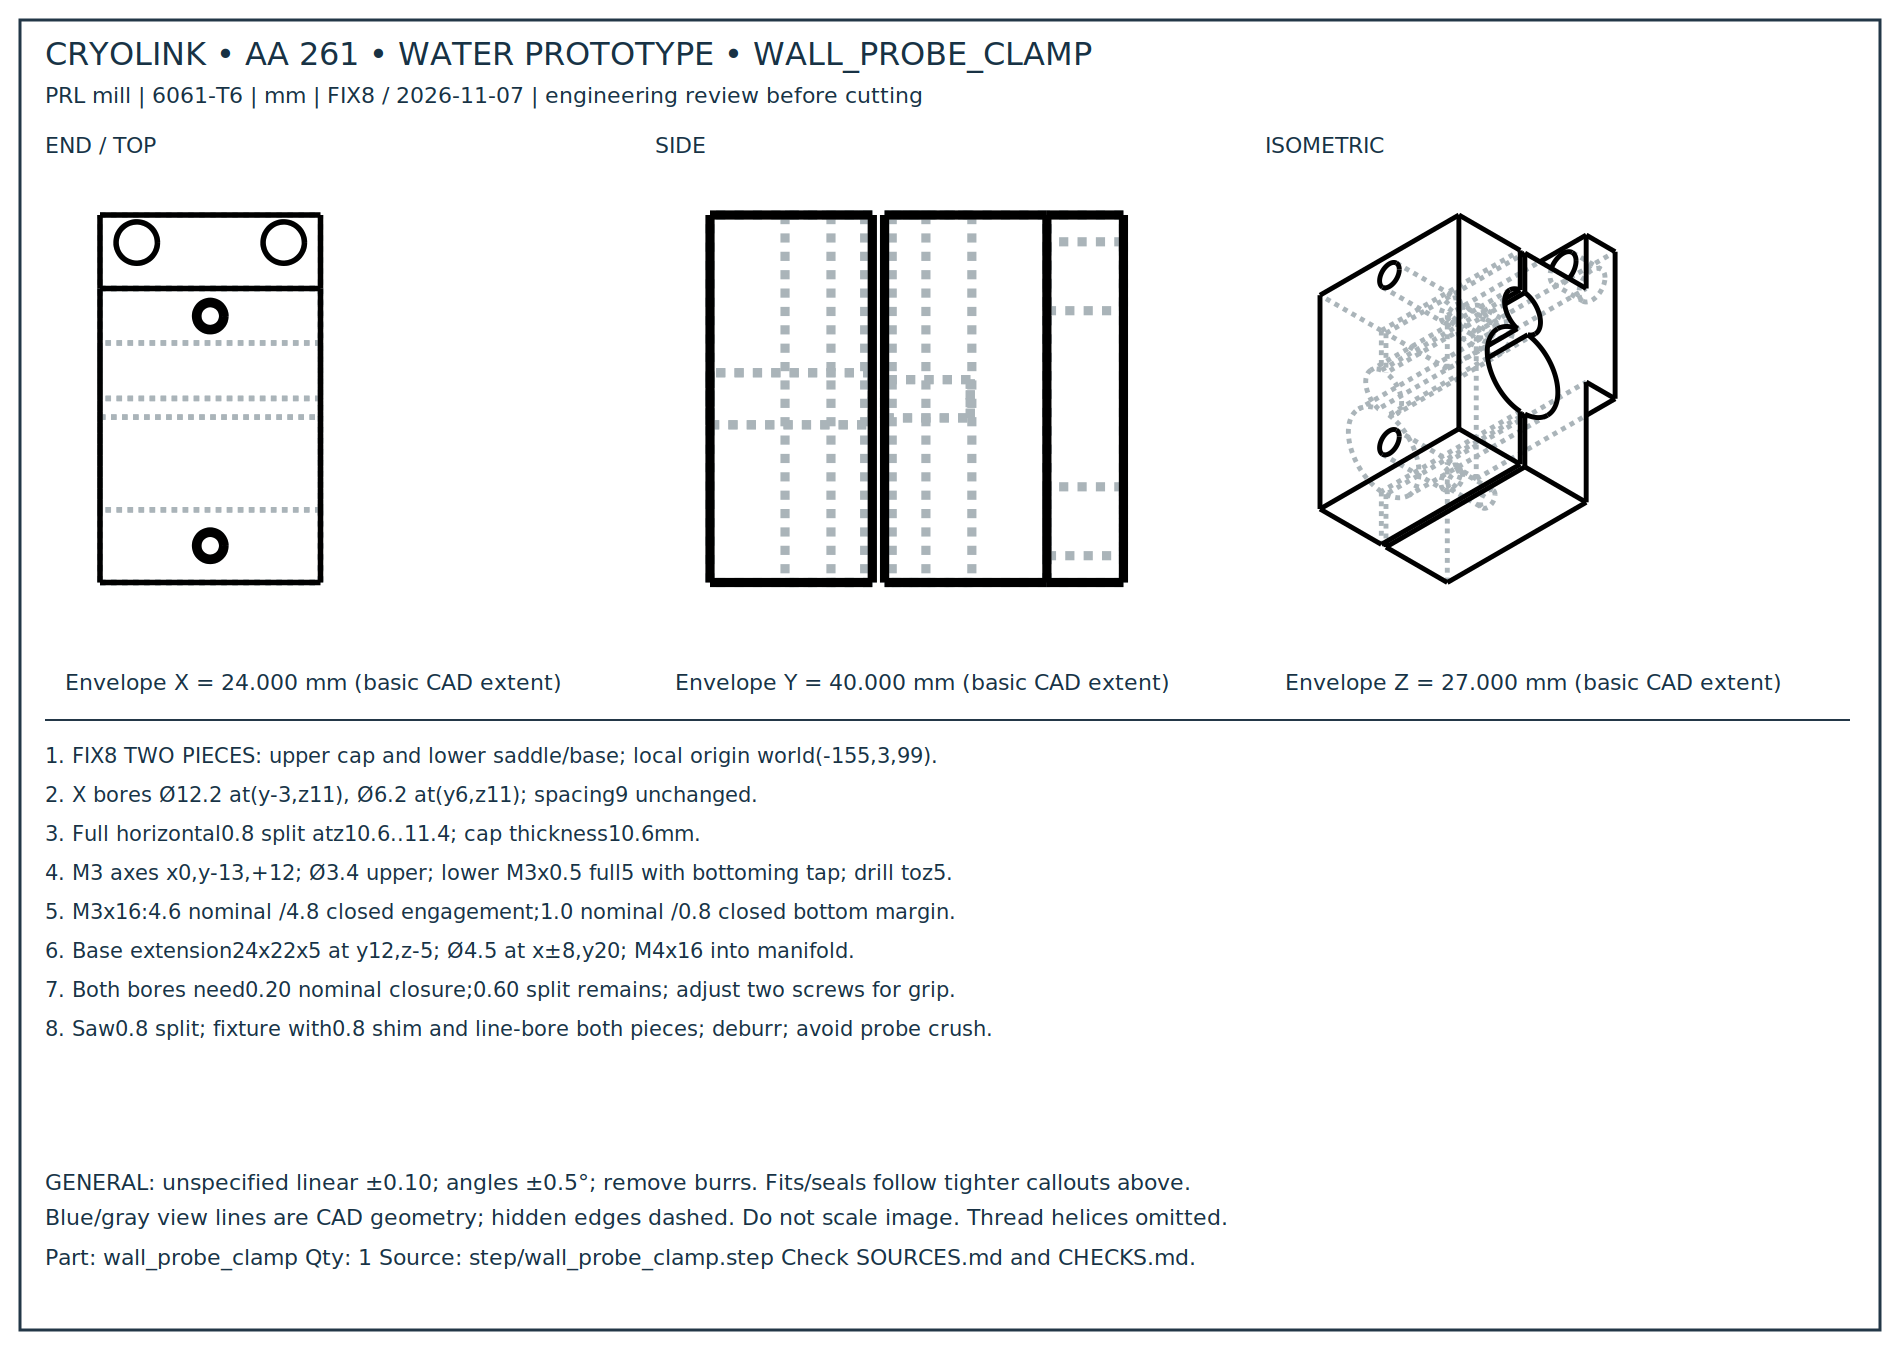 CRYOLINK • AA 261 • WATER PROTOTYPE • WALL_PROBE_CLAMP
PRL mill | 6061-T6 | mm | FIX8 / 2026-11-07 | engineering review before cutting
END / TOP
SIDE
ISOMETRIC
Envelope X = 24.000 mm (basic CAD extent)
Envelope Y = 40.000 mm (basic CAD extent)
Envelope Z = 27.000 mm (basic CAD extent)
1. FIX8 TWO PIECES: upper cap and lower saddle/base; local origin world(-155,3,99).
2. X bores Ø12.2 at(y-3,z11), Ø6.2 at(y6,z11); spacing9 unchanged.
3. Full horizontal0.8 split atz10.6..11.4; cap thickness10.6mm.
4. M3 axes x0,y-13,+12; Ø3.4 upper; lower M3x0.5 full5 with bottoming tap; drill toz5.
5. M3x16:4.6 nominal /4.8 closed engagement;1.0 nominal /0.8 closed bottom margin.
6. Base extension24x22x5 at y12,z-5; Ø4.5 at x±8,y20; M4x16 into manifold.
7. Both bores need0.20 nominal closure;0.60 split remains; adjust two screws for grip.
8. Saw0.8 split; fixture with0.8 shim and line-bore both pieces; deburr; avoid probe crush.
GENERAL: unspecified linear ±0.10; angles ±0.5°; remove burrs. Fits/seals follow tighter callouts above.
Blue/gray view lines are CAD geometry; hidden edges dashed. Do not scale image. Thread helices omitted.
Part: wall_probe_clamp Qty: 1 Source: step/wall_probe_clamp.step Check SOURCES.md and CHECKS.md.